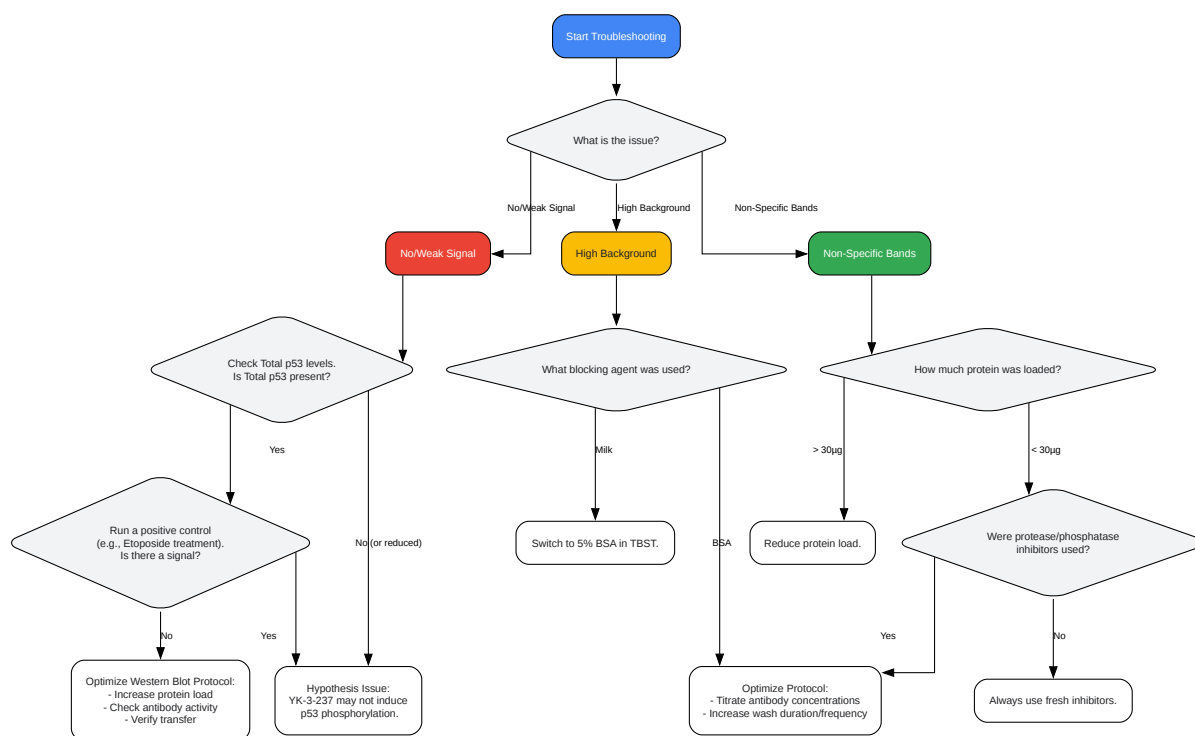 Start Troubleshooting
What is the issue?
No/Weak Signal
High Background
Non-Specific Bands
No/Weak Signal
High Background
Non-Specific Bands
Check Total p53 levels.
Is Total p53 present?
What blocking agent was used?
How much protein was loaded?
Yes
Milk
> 30µg
< 30µg
Run a positive control
(e.g., Etoposide treatment).
Is there a signal?
No (or reduced)
Switch to 5% BSA in TBST.
BSA
Reduce protein load.
Were protease/phosphatase
inhibitors used?
No
Yes
Yes
No
Optimize Western Blot Protocol:
- Increase protein load
- Check antibody activity
- Verify transfer
Hypothesis Issue:
YK-3-237 may not induce
p53 phosphorylation.
Optimize Protocol:
- Titrate antibody concentrations
- Increase wash duration/frequency
Always use fresh inhibitors.